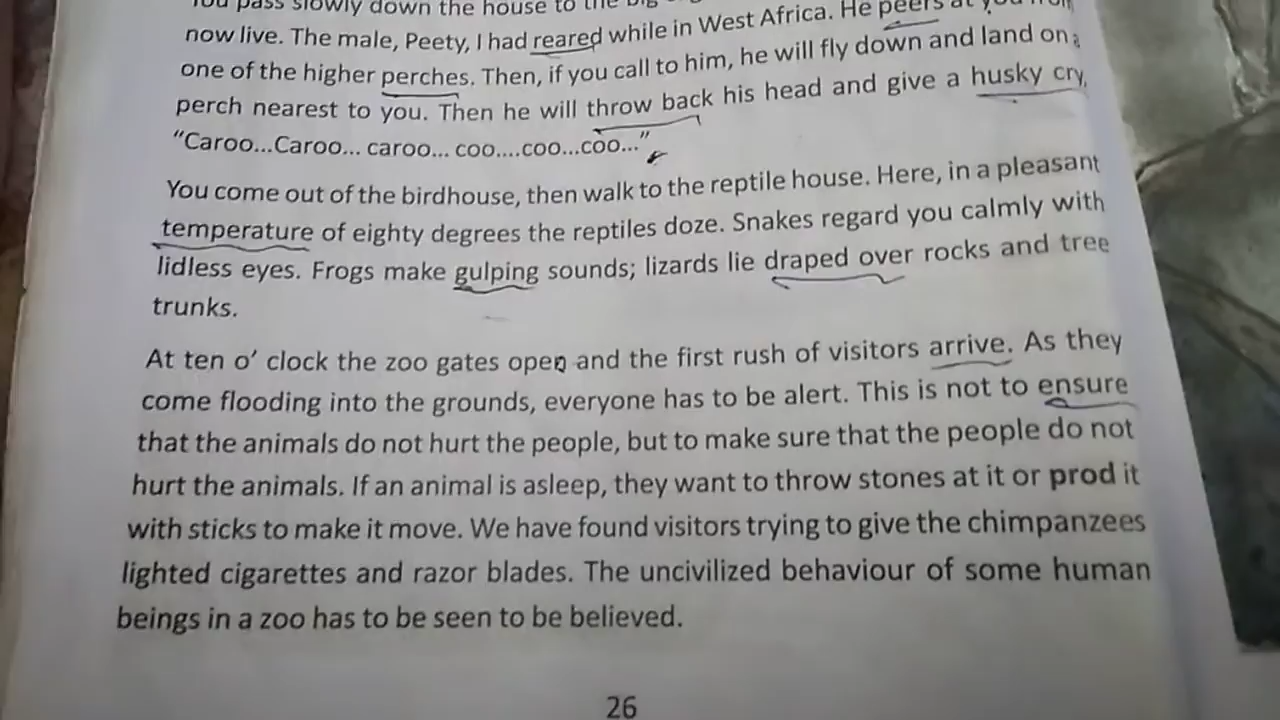 You pass slowly down the house to the big
now live. The male, Peety, I had reared while in West Africa. He peers at you from
one of the higher perches. Then, if you call to him, he will fly down and land on a
perch nearest to you. Then he will throw back his head and give a husky cry,
“Caroo...Caroo... caroo... coo....coo...coo...”
You come out of the birdhouse, then walk to the reptile house. Here, in a pleasant
temperature of eighty degrees the reptiles doze. Snakes regard you calmly with
lidless eyes. Frogs make gulping sounds; lizards lie draped over rocks and tree
trunks.
At ten o’ clock the zoo gates open and the first rush of visitors arrive. As they
come flooding into the grounds, everyone has to be alert. This is not to ensure
that the animals do not hurt the people, but to make sure that the people do not
hurt the animals. If an animal is asleep, they want to throw stones at it or prod it
with sticks to make it move. We have found visitors trying to give the chimpanzees
lighted cigarettes and razor blades. The uncivilized behaviour of some human
beings in a zoo has to be seen to be believed.
26